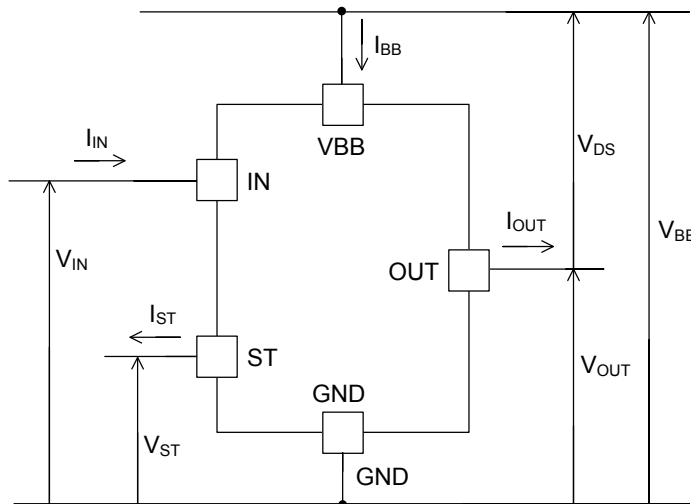 IBB
VBB
IIN
IN
VDS
IOUT
VBB
OUT
VIN
IST
ST
VOUT
GND
VST
GND